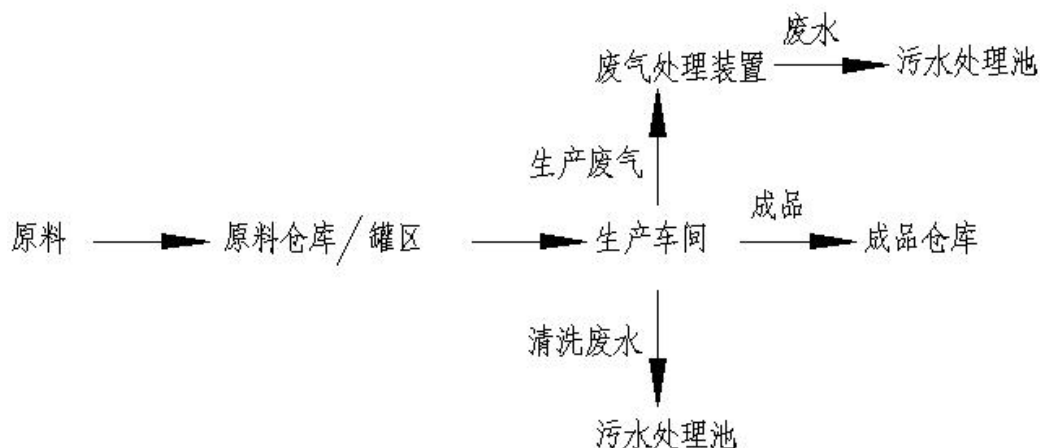 废水
废气处理装置 污水处理池
生产废气
成品
原料 原料仓库/罐区 生产车间 成品仓库
清洗废水
污水处理池